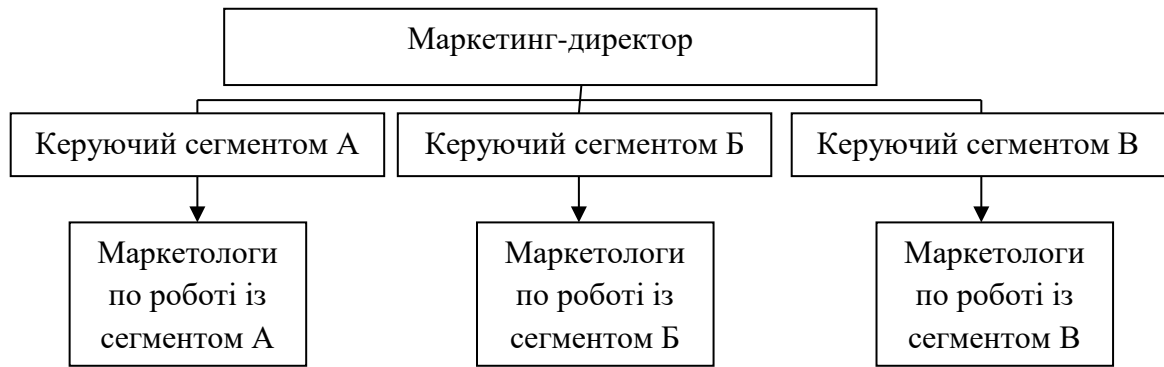 Маркетинг-директор
Керуючий сегментом А
Керуючий сегментом Б
Керуючий сегментом В
Маркетологи
по роботі із
сегментом А
Маркетологи
по роботі із
сегментом Б
Маркетологи
по роботі із
сегментом В